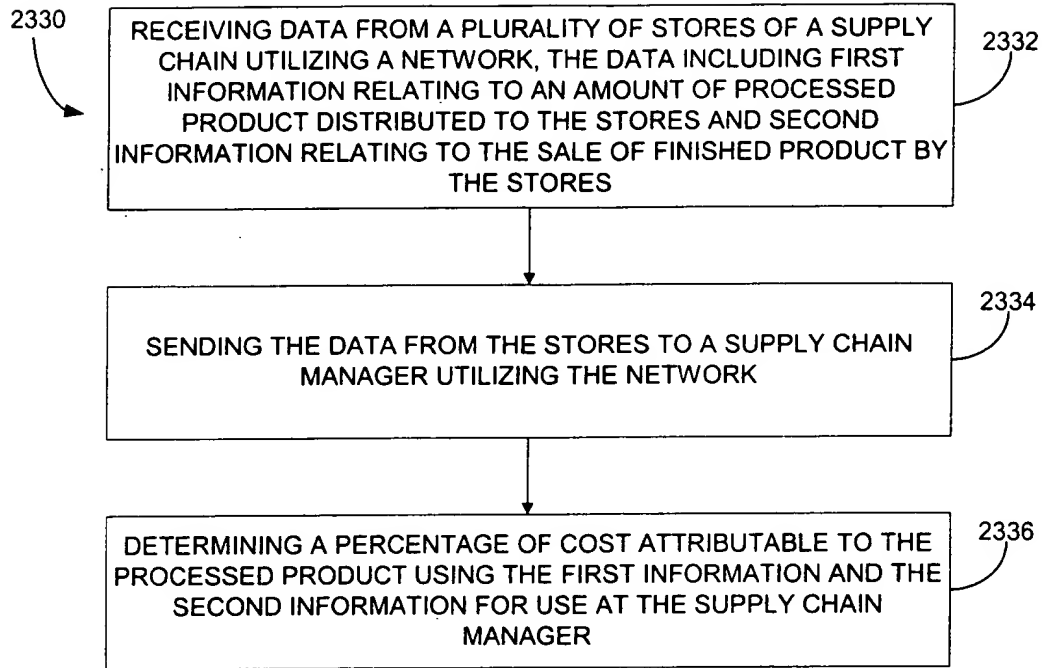 2330
RECEIVING DATA FROM A PLURALITY OF STORES OF A SUPPLY
CHAIN UTILIZING A NETWORK, THE DATA INCLUDING FIRST
INFORMATION RELATING TO AN AMOUNT OF PROCESSED
PRODUCT DISTRIBUTED TO THE STORES AND SECOND
INFORMATION RELATING TO THE SALE OF FINISHED PRODUCT BY
THE STORES
2332
SENDING THE DATA FROM THE STORES TO A SUPPLY CHAIN
MANAGER UTILIZING THE NETWORK
2334
DETERMINING A PERCENTAGE OF COST ATTRIBUTABLE TO THE
PROCESSED PRODUCT USING THE FIRST INFORMATION AND THE
SECOND INFORMATION FOR USE AT THE SUPPLY CHAIN
MANAGER
2336